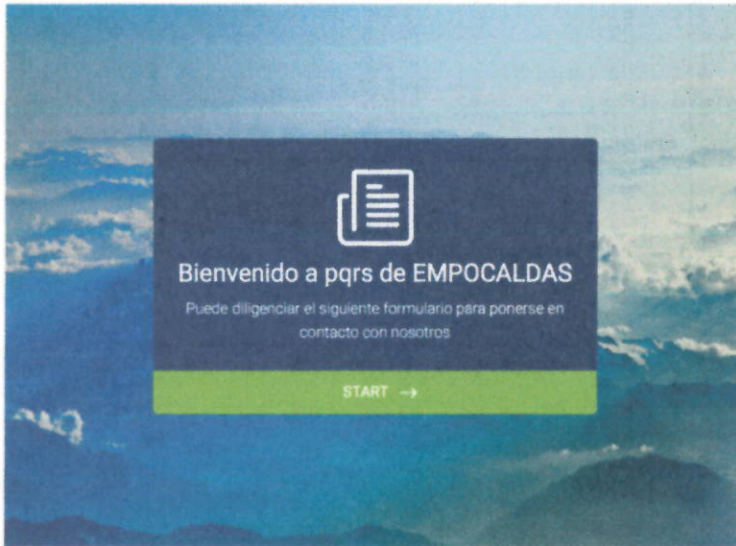 Bienvenido a pqrs de EMPOCALDAS
Puede diligenciar el siguiente formulario para ponerse en
contacto con nosotros
START →